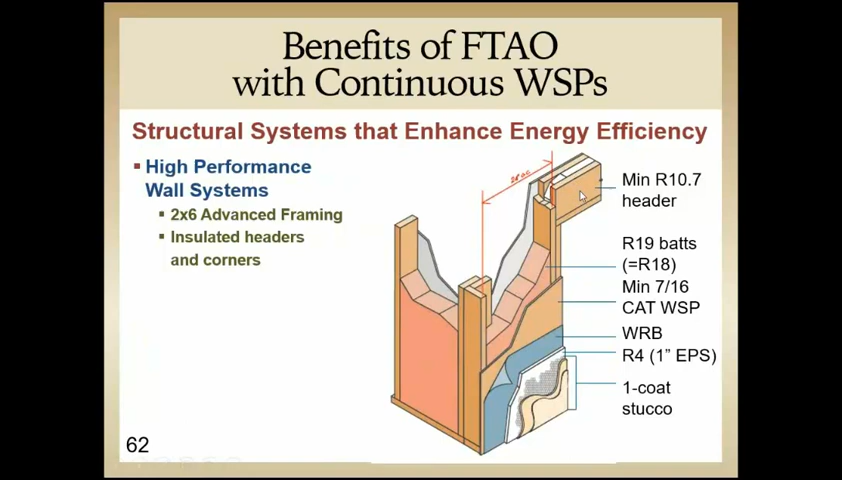 Benefits of FTAO
with Continuous WSPs
Structural Systems that Enhance Energy Efficiency
High Performance
Wall Systems
2x6 Advanced Framing
Insulated headers
and corners
Min R10.7
header
R19 batts
(=R18)
Min 7/16
CAT WSP
WRB
R4 (1” EPS)
1-coat
stucco
62